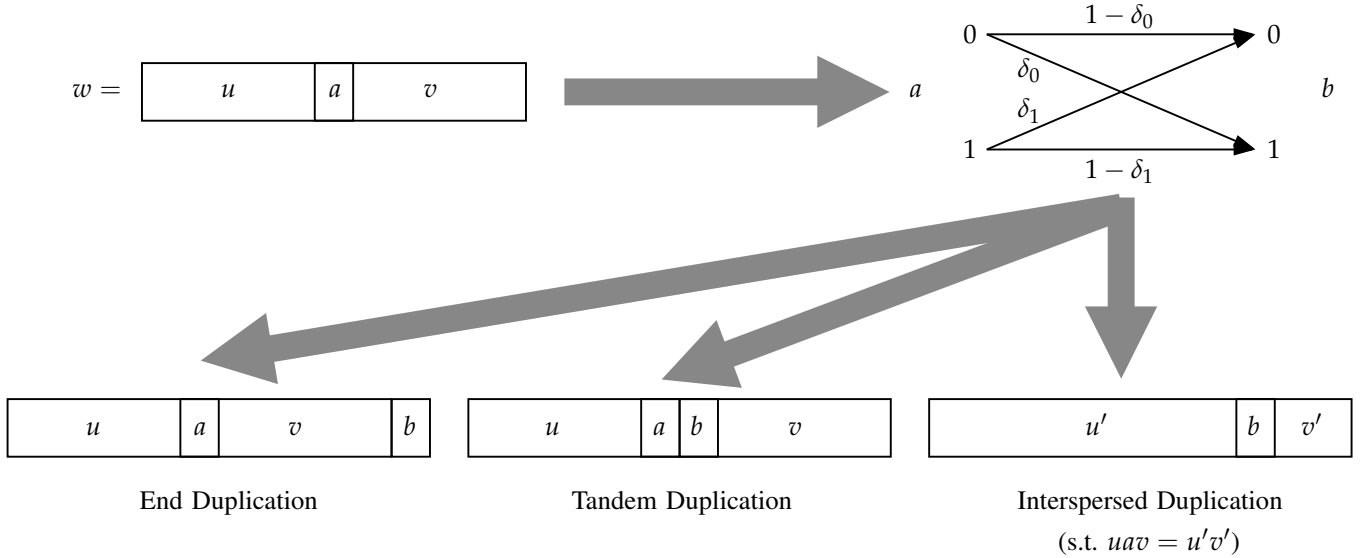 w = u a v
a
0 1 − δ₀ 0
δ₀
δ₁
1 1 − δ₁ 1
b
u a v b
u a b v
u′ b v′
End Duplication
Tandem Duplication
Interspersed Duplication
(s.t. uav = u′v′)